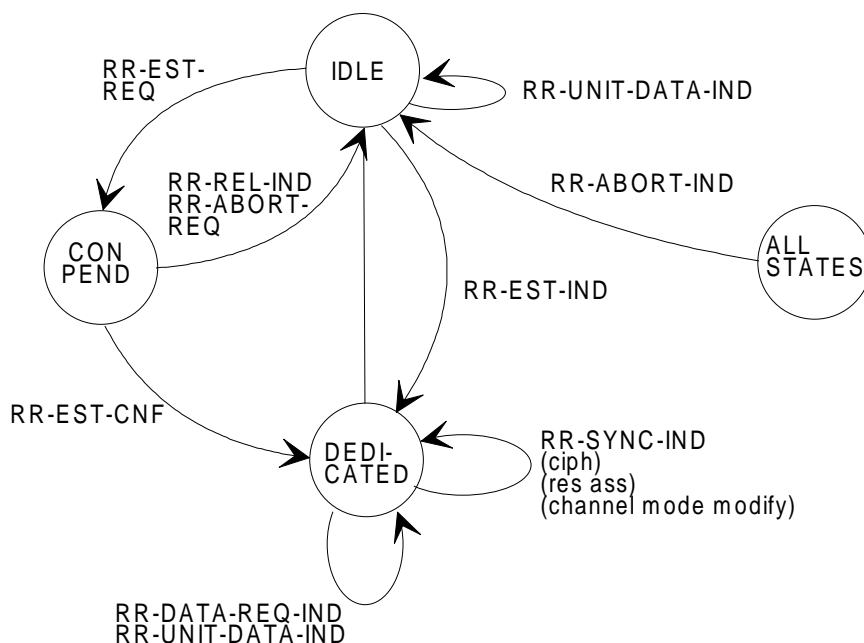 IDLE
RR-EST-
REQ
RR-UNIT-DATA-IND
RR-REL-IND
RR-ABORT-
REQ
RR-ABORT-IND
CON
PEND
ALL
STATES
RR-EST-IND
RR-EST-CNF
DEDI-
CATED
RR-SYNC-IND
(ciph)
(res ass)
(channel mode modify)
RR-DATA-REQ-IND
RR-UNIT-DATA-IND